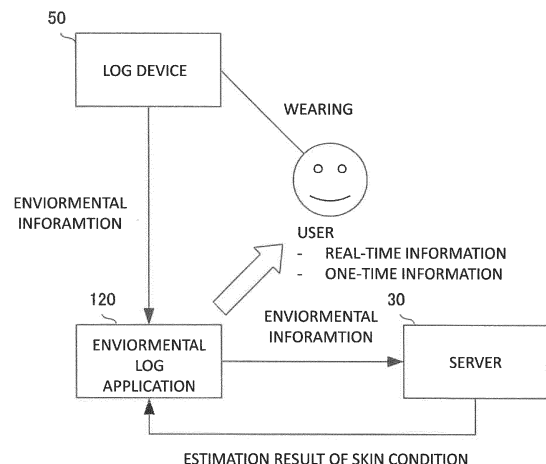 50
LOG DEVICE
WEARING
ENVIORMENTAL
INFORAMTION
USER
- REAL-TIME INFORMATION
- ONE-TIME INFORMATION
120
ENVIORMENTAL
LOG
APPLICATION
ENVIORMENTAL
INFORAMTION
30
SERVER
ESTIMATION RESULT OF SKIN CONDITION